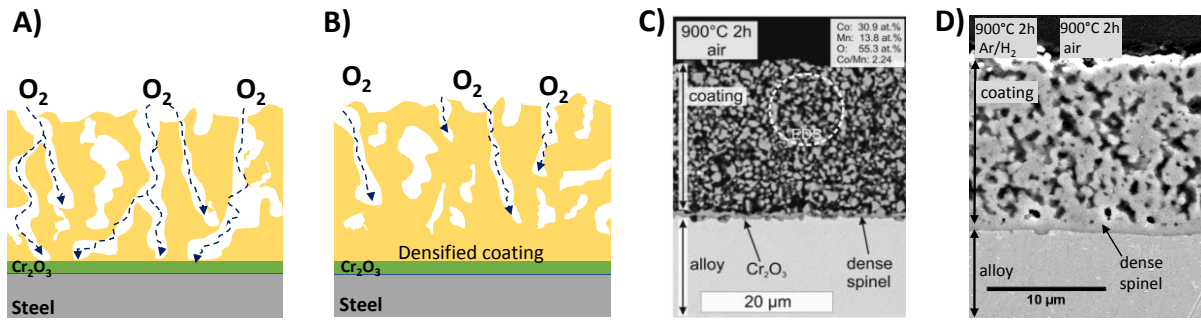 A)
O2
O2
O2
Cr2O3
Steel
B)
O2
O2
O2
Densified coating
Cr2O3
Steel
C)
900°C 2h
air
Co: 30.9 at.%
Mn: 13.8 at.%
O: 55.3 at.%
Co/Mn: 2.24
coating
EDS
alloy
Cr2O3
dense
spinel
20 µm
D)
900°C 2h
Ar/H2
900°C 2h
air
coating
alloy
dense
spinel
10 µm